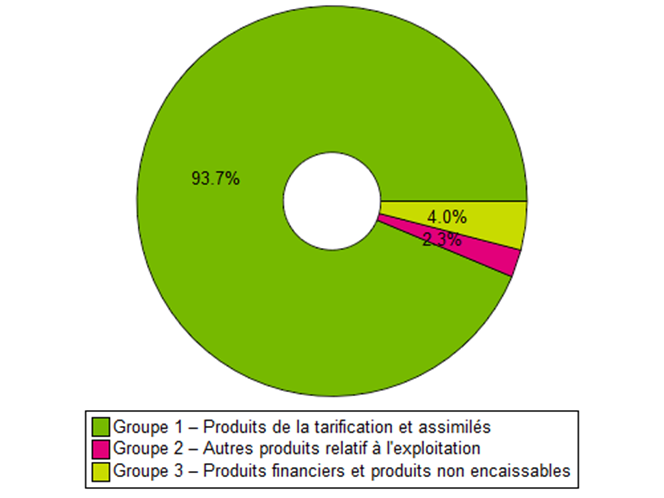 93.7%
4.0%
2.3%
Groupe 1 – Produits de la tarification et assimilés
Groupe 2 – Autres produits relatif à l'exploitation
Groupe 3 – Produits financiers et produits non encaissables